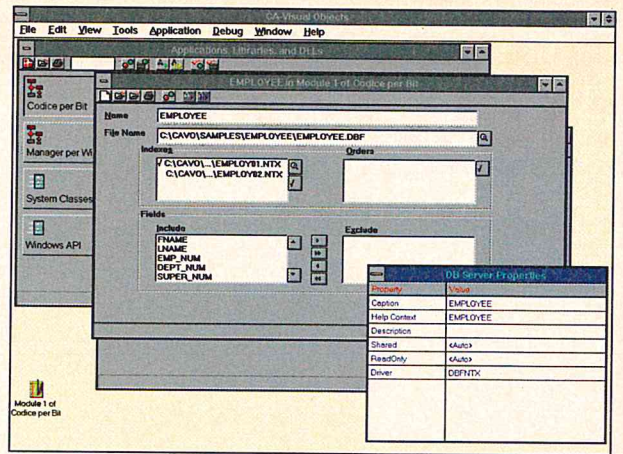 CA-Visual Objects
File Edit View Tools Application Debug Window Help
Applications, Libraries, and DLLs
Codice per Bit
Manager per Wi
System Classes
Windows API
EMPLOYEE in Module 1 of Codice per Bit
Name EMPLOYEE
File Name C:\CAVO\SAMPLES\EMPLOYEE\EMPLOYEE.DBF
Indexes
√ C:\CAVO\...\EMPLOY01.NTX
C:\CAVO\...\EMPLOY02.NTX
Orders
Fields
Include
FNAME
LNAME
EMP_NUM
DEPT_NUM
SUPER_NUM
Exclude
DB Server Properties
Property Value
Caption EMPLOYEE
Help Context EMPLOYEE
Description
Shared <Auto>
ReadOnly <Auto>
Driver DBFNTX
Module 1 of
Codice per Bit